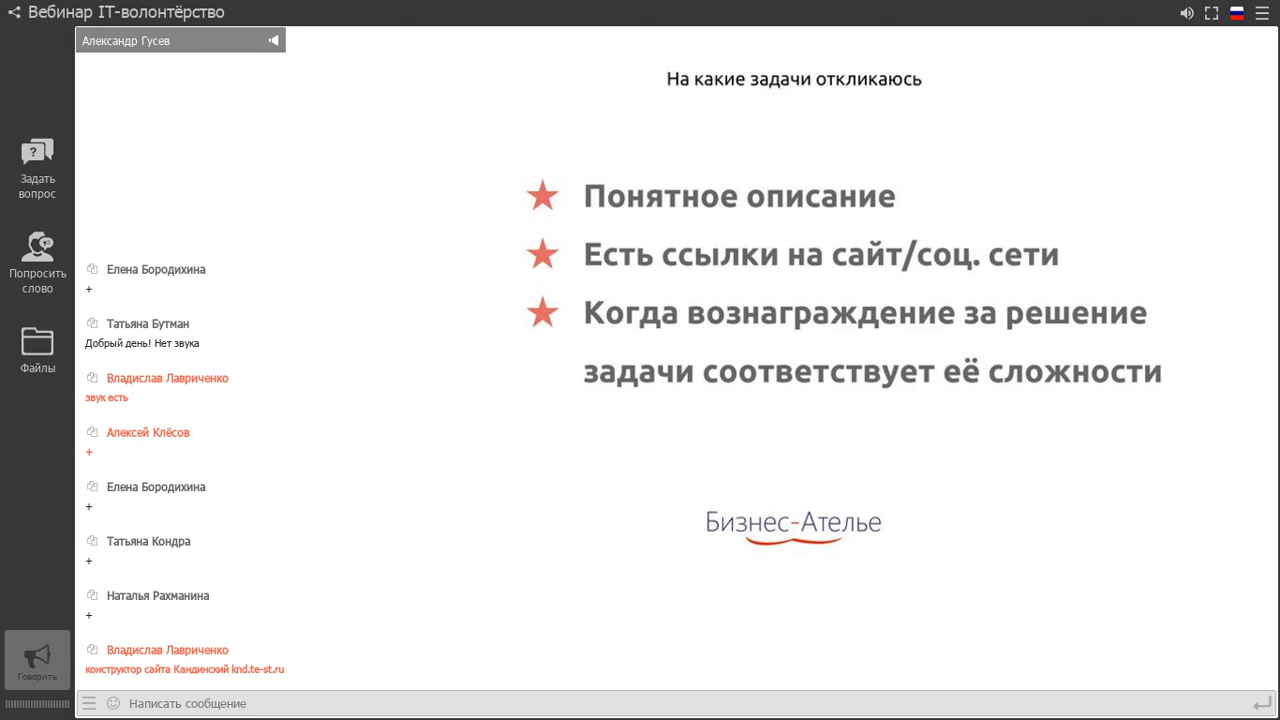 Вебинар IT-волонтёрство
Александр Гусев
Задать
вопрос
Попросить
слово
Файлы
Говорить
Елена Бородихина
+
Татьяна Бутман
Добрый день! Нет звука
Владислав Лавриченко
звук есть
Алексей Клёсов
+
Елена Бородихина
+
Татьяна Кондра
+
Наталья Рахманина
+
Владислав Лавриченко
конструктор сайта Кандинский knd.te-st.ru
Написать сообщение
На какие задачи откликаюсь
Понятное описание
Есть ссылки на сайт/соц. сети
Когда вознаграждение за решение
задачи соответствует её сложности
Бизнес-Ателье